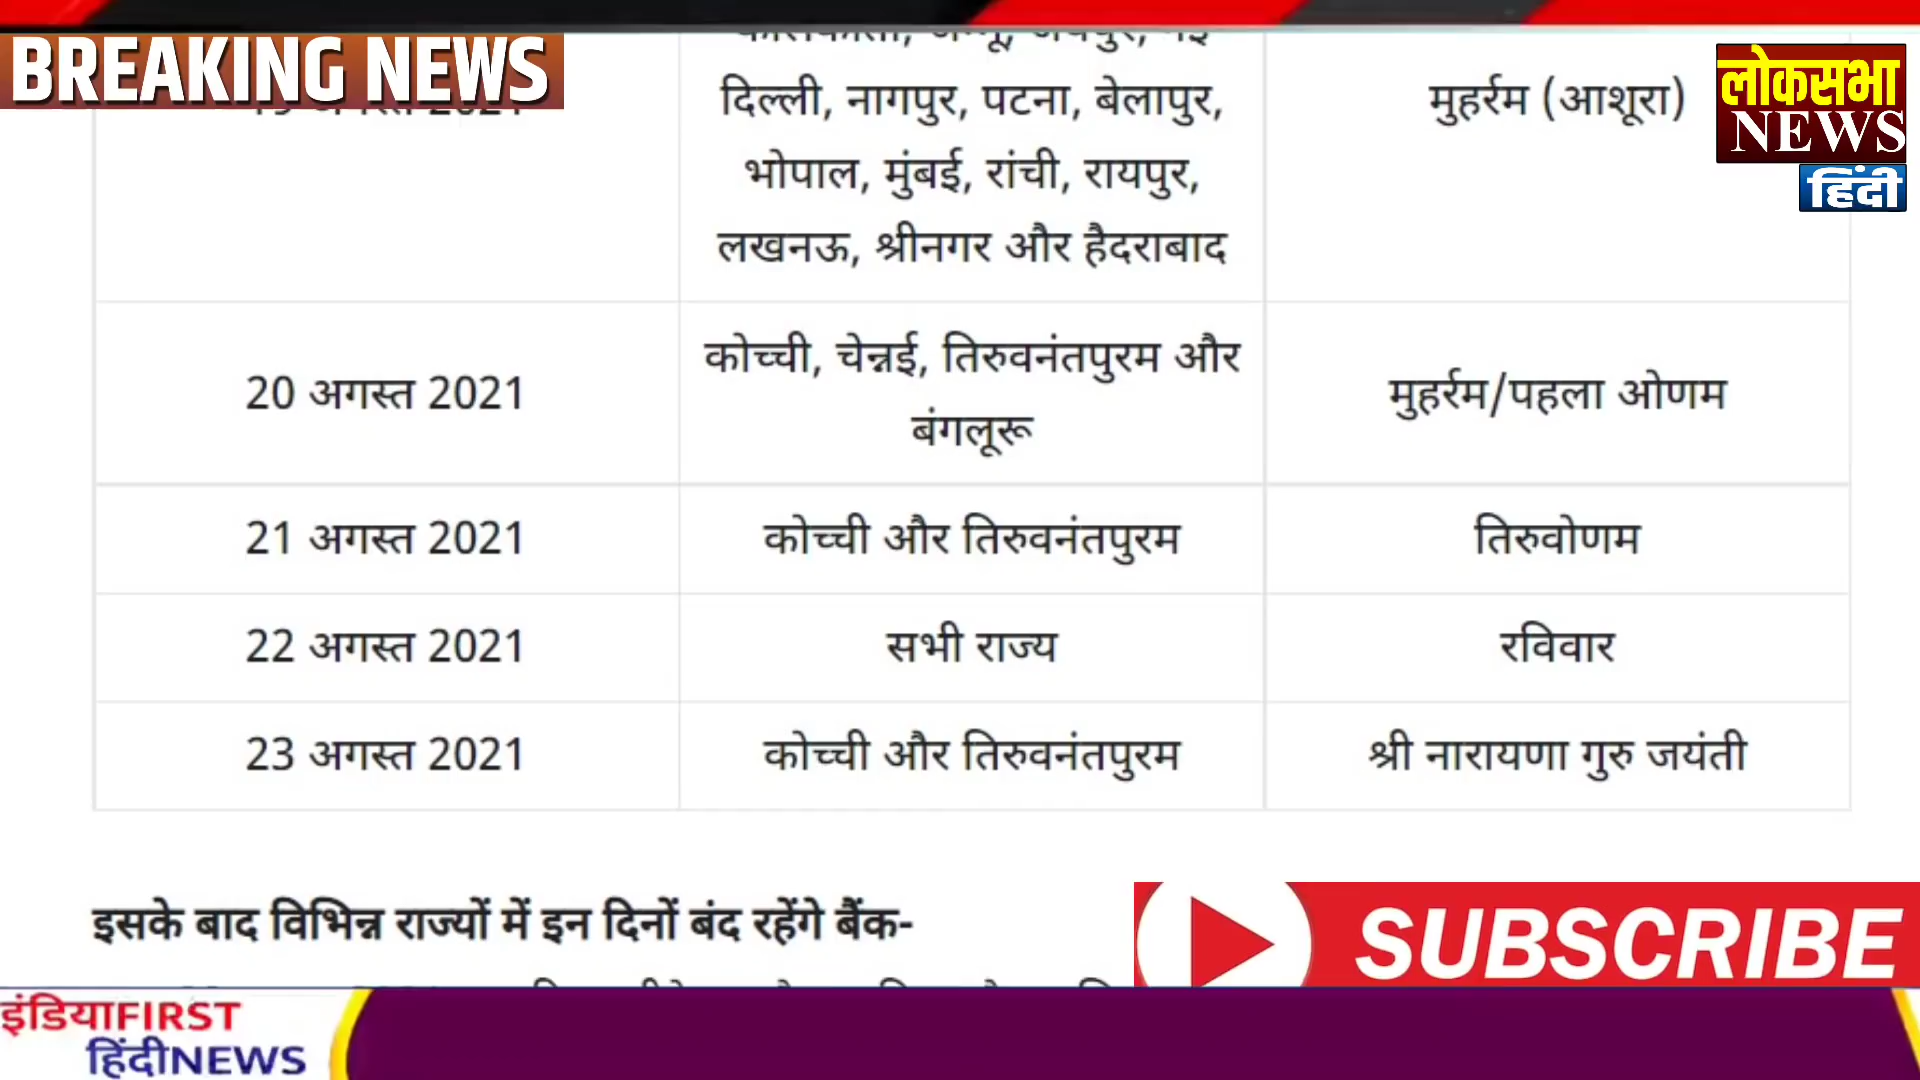 BREAKING NEWS
लोकसभा
NEWS
हिंदी
दिल्ली, नागपुर, पटना, बेलापुर,
मुहर्रम (आशूरा)
भोपाल, मुंबई, रांची, रायपुर,
लखनऊ, श्रीनगर और हैदराबाद
20 अगस्त 2021
कोच्ची, चेन्नई, तिरुवनंतपुरम और
बंगलूरू
मुहर्रम/पहला ओणम
21 अगस्त 2021
कोच्ची और तिरुवनंतपुरम
तिरुवोणम
22 अगस्त 2021
सभी राज्य
रविवार
23 अगस्त 2021
कोच्ची और तिरुवनंतपुरम
श्री नारायणा गुरु जयंती
इसके बाद विभिन्न राज्यों में इन दिनों बंद रहेंगे बैंक-
SUBSCRIBE
इंडियाFIRST
हिंदीNEWS